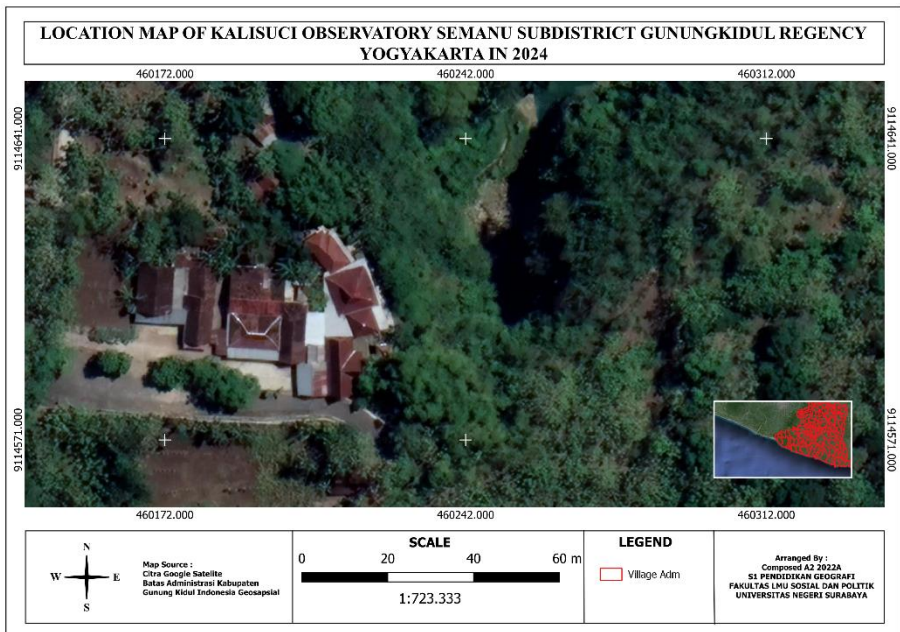 LOCATION MAP OF KALISUCI OBSERVATORY SEMANU SUBDISTRICT GUNUNGKIDUL REGENCY
YOGYAKARTA IN 2024
460172.000 460242.000 460312.000
9114641.000 9114641.000
9114571.000 9114571.000
460172.000 460242.000 460312.000
N
W E
S
Map Source :
Citra Google Satelite
Batas Administrasi Kabupaten
Gunung Kidul Indonesia Geosapsial
SCALE
0 20 40 60 m
1:723.333
LEGEND
Village Adm
Arranged By :
Composed A2 2022A
S1 PENDIDIKAN GEOGRAFI
FAKULTAS LMU SOSIAL DAN POLITIK
UNIVERSITAS NEGERI SURABAYA